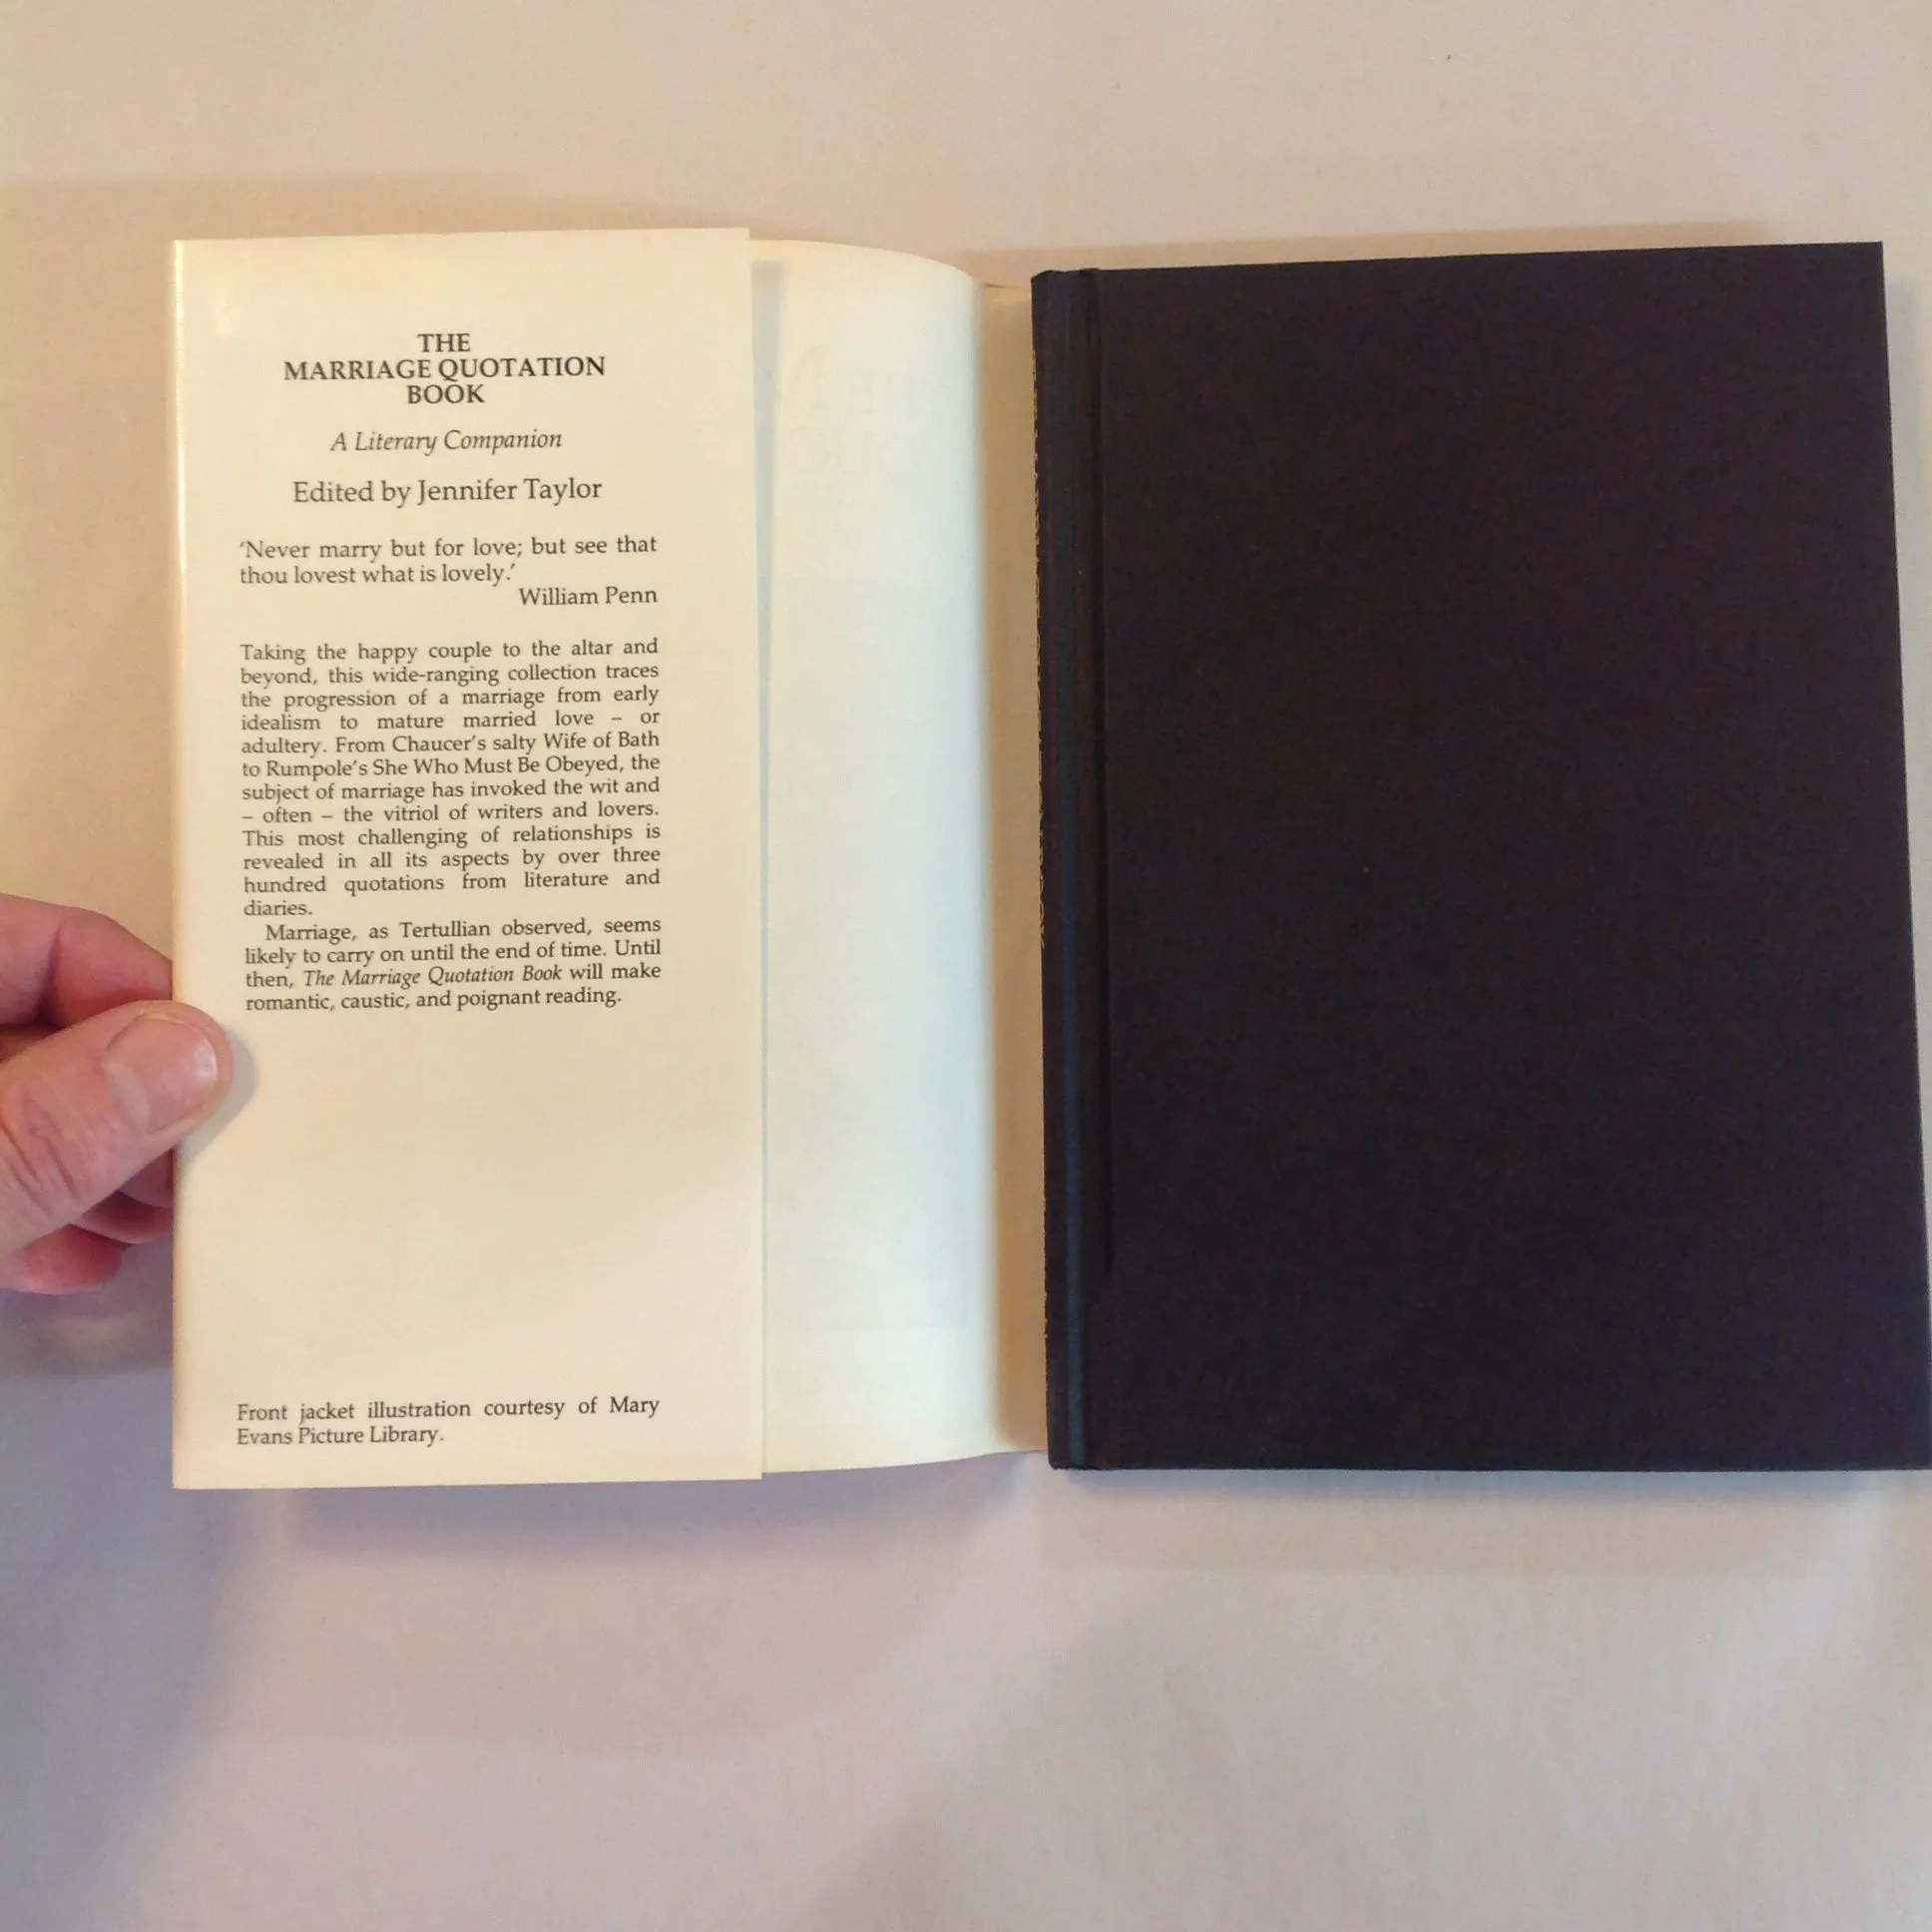 THE
MARRIAGE QUOTATION
BOOK
A Literary Companion
Edited by Jennifer Taylor
‘Never marry but for love; but see that
thou lovest what is lovely.’
William Penn
Taking the happy couple to the altar and
beyond, this wide-ranging collection traces
the progression of a marriage from early
idealism to mature married love – or
adultery. From Chaucer’s salty Wife of Bath
to Rumpole’s She Who Must Be Obeyed, the
subject of marriage has invoked the wit and
– often – the vitriol of writers and lovers.
This most challenging of relationships is
revealed in all its aspects by over three
hundred quotations from literature and
diaries.
Marriage, as Tertullian observed, seems
likely to carry on until the end of time. Until
then, The Marriage Quotation Book will make
romantic, caustic, and poignant reading.
Front jacket illustration courtesy of Mary
Evans Picture Library.